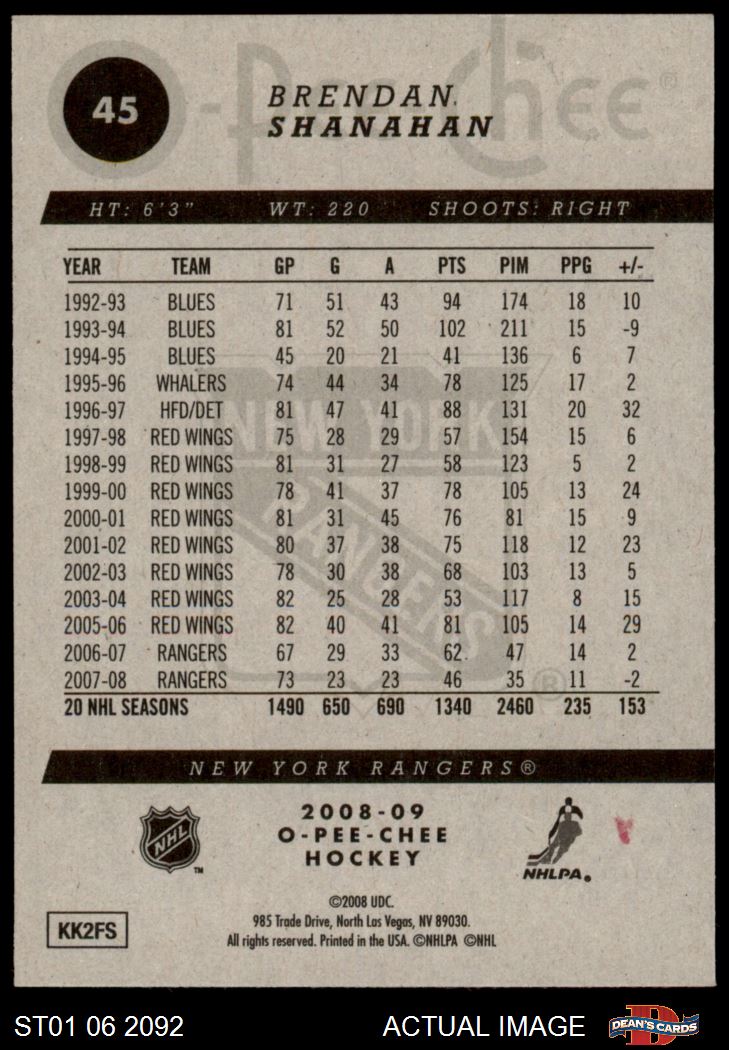 O-Pee-Chee®
45
BRENDAN
SHANAHAN
HT: 6'3" WT: 220 SHOOTS: RIGHT
YEAR TEAM GP G A PTS PIM PPG +/-
1992-93 BLUES 71 51 43 94 174 18 10
1993-94 BLUES 81 52 50 102 211 15 -9
1994-95 BLUES 45 20 21 41 136 6 7
1995-96 WHALERS 74 44 34 78 125 17 2
1996-97 HFD/DET 81 47 41 88 131 20 32
1997-98 RED WINGS 75 28 29 57 154 15 6
1998-99 RED WINGS 81 31 27 58 123 5 2
1999-00 RED WINGS 78 41 37 78 105 13 24
2000-01 RED WINGS 81 31 45 76 81 15 9
2001-02 RED WINGS 80 37 38 75 118 12 23
2002-03 RED WINGS 78 30 38 68 103 13 5
2003-04 RED WINGS 82 25 28 53 117 8 15
2005-06 RED WINGS 82 40 41 81 105 14 29
2006-07 RANGERS 67 29 33 62 47 14 2
2007-08 RANGERS 73 23 23 46 35 11 -2
20 NHL SEASONS 1490 650 690 1340 2460 235 153
NEW YORK
RANGERS
®
NEW YORK RANGERS®
2008-09
O-PEE-CHEE
HOCKEY
NHL
TM
NHLPA.
©2008 UDC.
985 Trade Drive, North Las Vegas, NV 89030.
All rights reserved. Printed in the USA. ©NHLPA ©NHL
KK2FS
ST01 06 2092 ACTUAL IMAGE
D
DEAN'S CARDS